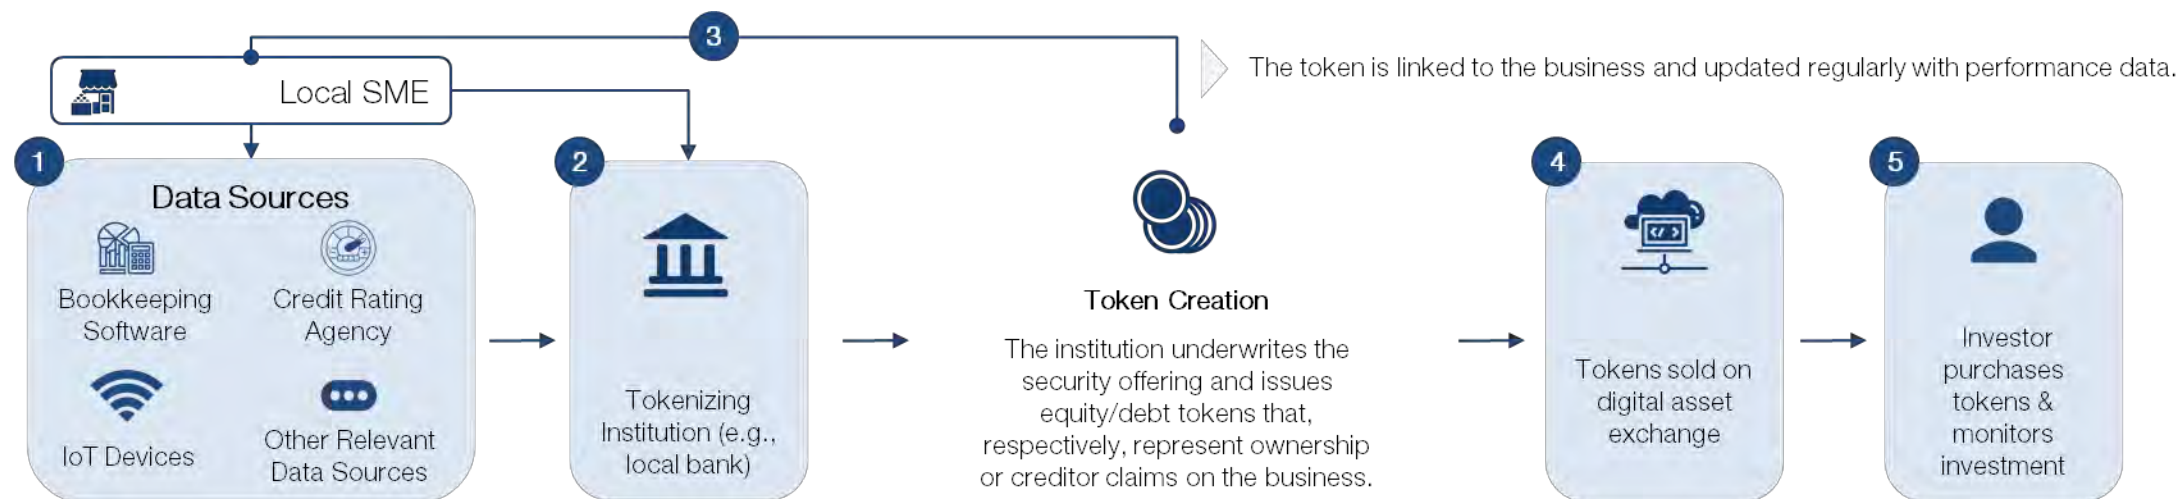 3
The token is linked to the business and updated regularly with performance data.
Local SME
1
Data Sources
Bookkeeping
Software
Credit Rating
Agency
IoT Devices
Other Relevant
Data Sources
2
Tokenizing
Institution (e.g.,
local bank)
Token Creation
The institution underwrites the
security offering and issues
equity/debt tokens that,
respectively, represent ownership
or creditor claims on the business.
4
</>
Tokens sold on
digital asset
exchange
5
Investor
purchases
tokens &
monitors
investment